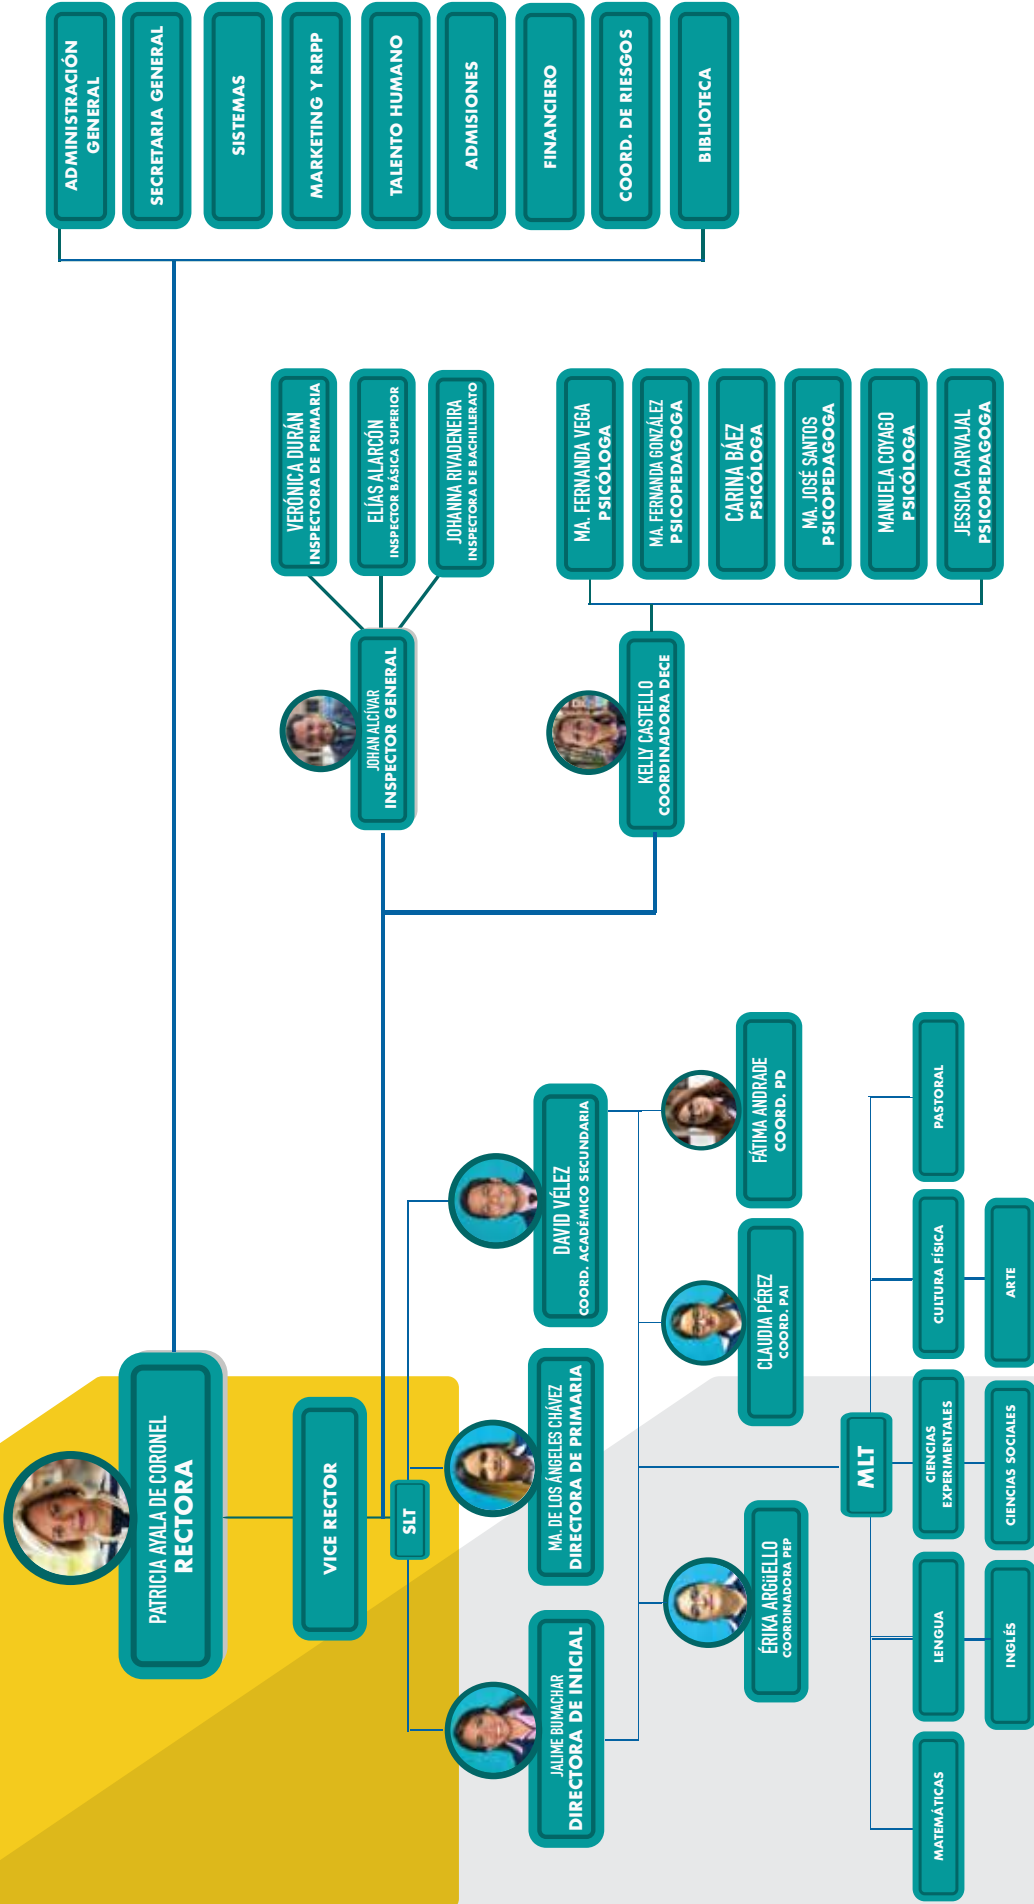 PATRICIA AYALA DE CORONEL
RECTORA
VICE RECTOR
SLT
JALIME BUMACHAR
DIRECTORA DE INICIAL
MA. DE LOS ÁNGELES CHÁVEZ
DIRECTORA DE PRIMARIA
DAVID VÉLEZ
COORD. ACADÉMICO SECUNDARIA
ÉRIKA ARGÜELLO
COORDINADORA PEP
CLAUDIA PÉREZ
COORD. PAI
FÁTIMA ANDRADE
COORD. PD
MLT
MATEMÁTICAS
LENGUA
CIENCIAS
EXPERIMENTALES
CULTURA FÍSICA
PASTORAL
INGLÉS
CIENCIAS SOCIALES
ARTE
JOHAN ALCÍVAR
INSPECTOR GENERAL
VERÓNICA DURÁN
INSPECTORA DE PRIMARIA
ELÍAS ALARCÓN
INSPECTOR BÁSICA SUPERIOR
JOHANNA RIVADENEIRA
INSPECTORA DE BACHILLERATO
KELLY CASTELLO
COORDINADORA DECE
MA. FERNANDA VEGA
PSICÓLOGA
MA. FERNANDA GONZÁLEZ
PSICOPEDAGOGA
CARINA BÁEZ
PSICÓLOGA
MA. JOSÉ SANTOS
PSICOPEDAGOGA
MANUELA COYAGO
PSICÓLOGA
JESSICA CARVAJAL
PSICOPEDAGOGA
ADMINISTRACIÓN
GENERAL
SECRETARIA GENERAL
SISTEMAS
MARKETING Y RRPP
TALENTO HUMANO
ADMISIONES
FINANCIERO
COORD. DE RIESGOS
BIBLIOTECA